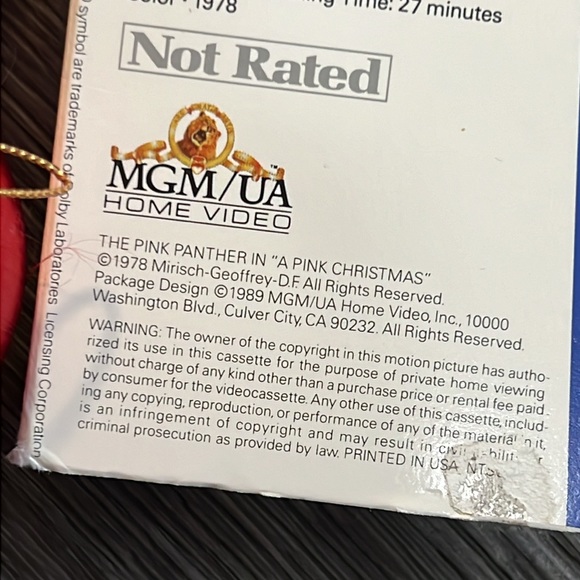 Color • 1978
Time: 27 minutes
Not Rated
MGM/UA
HOME VIDEO
THE PINK PANTHER IN "A PINK CHRISTMAS"
©1978 Mirisch-Geoffrey-D.F. All Rights Reserved.
Package Design ©1989 MGM/UA Home Video, Inc., 10000
Washington Blvd., Culver City, CA 90232. All Rights Reserved.
WARNING: The owner of the copyright in this motion picture has autho-
rized its use in this cassette for the purpose of private home viewing
without charge of any kind other than a purchase price or rental fee paid
by consumer for the videocassette. Any other use of this cassette, includ-
ing any copying, reproduction, or performance of any of the material in it,
is an infringement of copyright and may result in civil
criminal prosecution as provided by law. PRINTED IN USA
symbol are trademarks of Dolby Laboratories Licensing Corporation